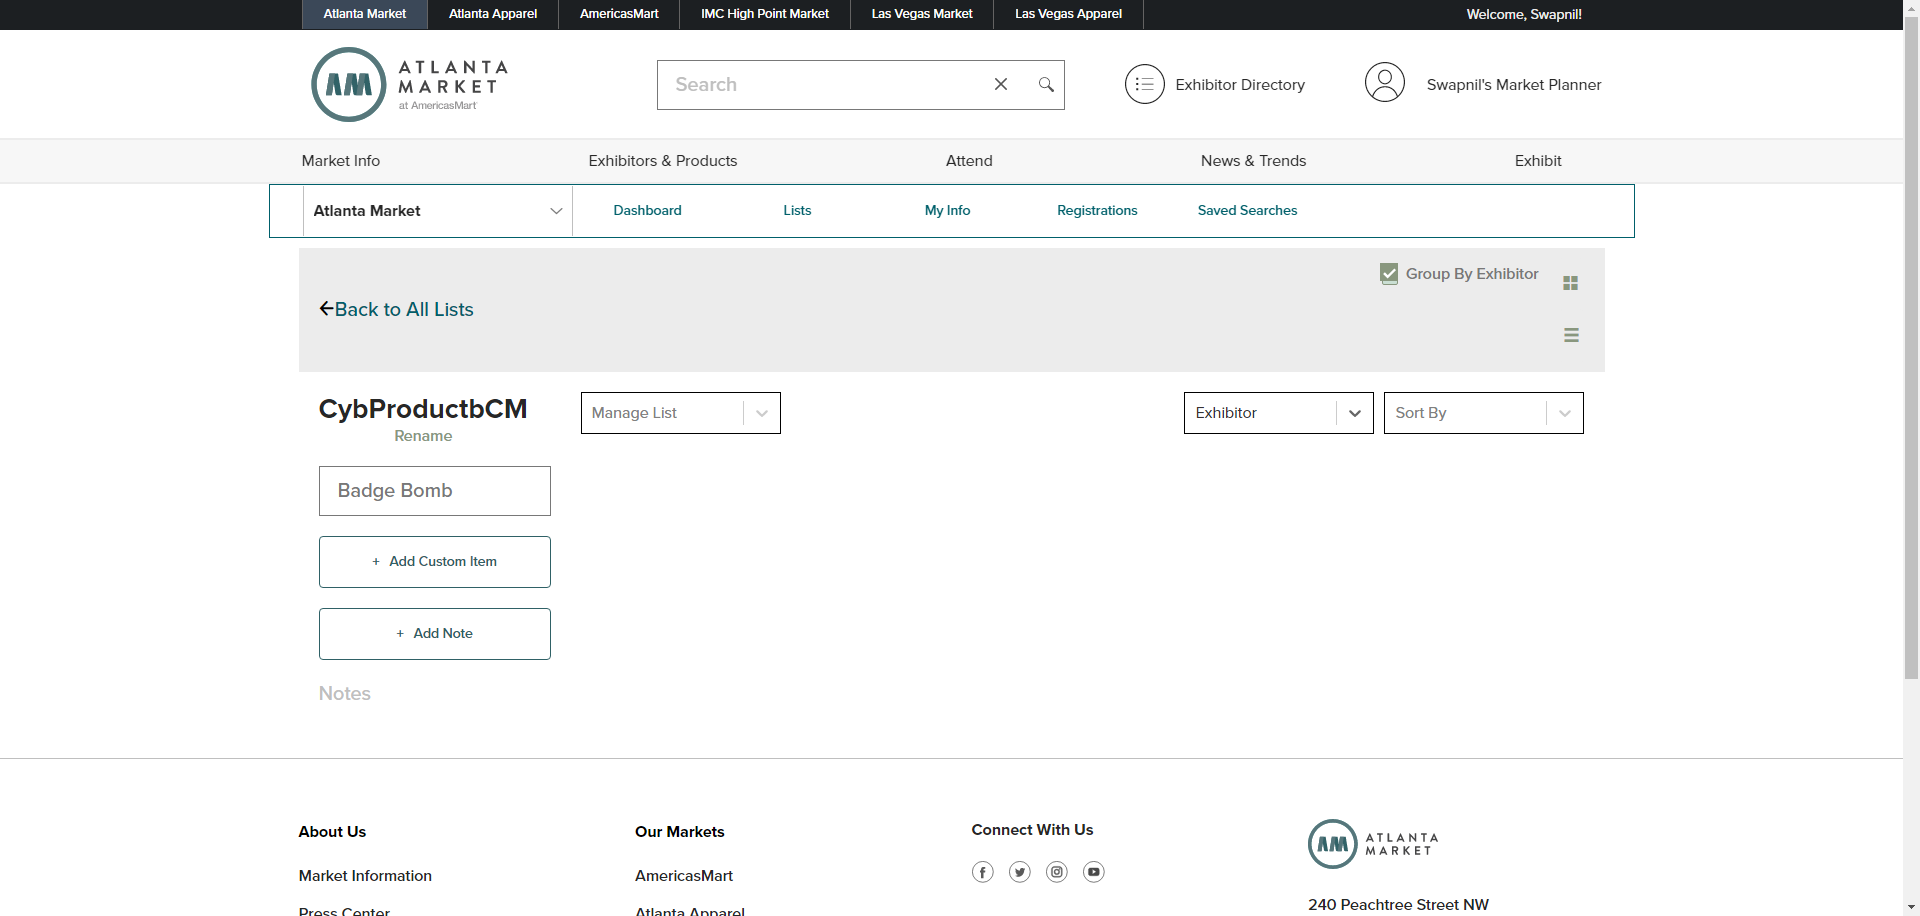 Atlanta Market
Atlanta Apparel
AmericasMart
IMC High Point Market
Las Vegas Market
Las Vegas Apparel
Welcome, Swapnil!
AM
ATLANTA
MARKET
at AmericasMart
Search
Exhibitor Directory
Swapnil's Market Planner
Market Info
Exhibitors & Products
Attend
News & Trends
Exhibit
Atlanta Market
Dashboard
Lists
My Info
Registrations
Saved Searches
Group By Exhibitor
Back to All Lists
CybProductbCM
Rename
Manage List
Exhibitor
Sort By
Badge Bomb
+ Add Custom Item
+ Add Note
Notes
About Us
Market Information
Press Center
Our Markets
AmericasMart
Atlanta Apparel
Connect With Us
AM
ATLANTA
MARKET
240 Peachtree Street NW